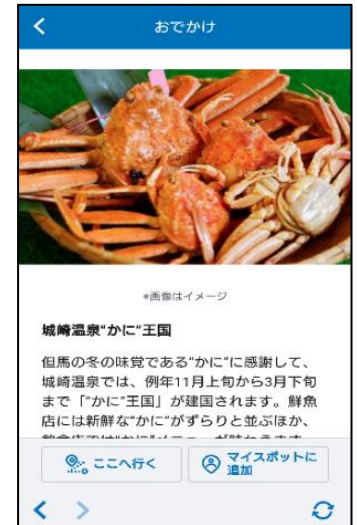 おでかけ
*画像はイメージ
城崎温泉“かに”王国
但馬の冬の味覚である“かに”に感謝して、
城崎温泉では、例年11月上旬から3月下旬
まで「“かに”王国」が建国されます。鮮魚
店には新鮮な“かに”がずらりと並ぶほか、
ここへ行く
マイスポットに
追加